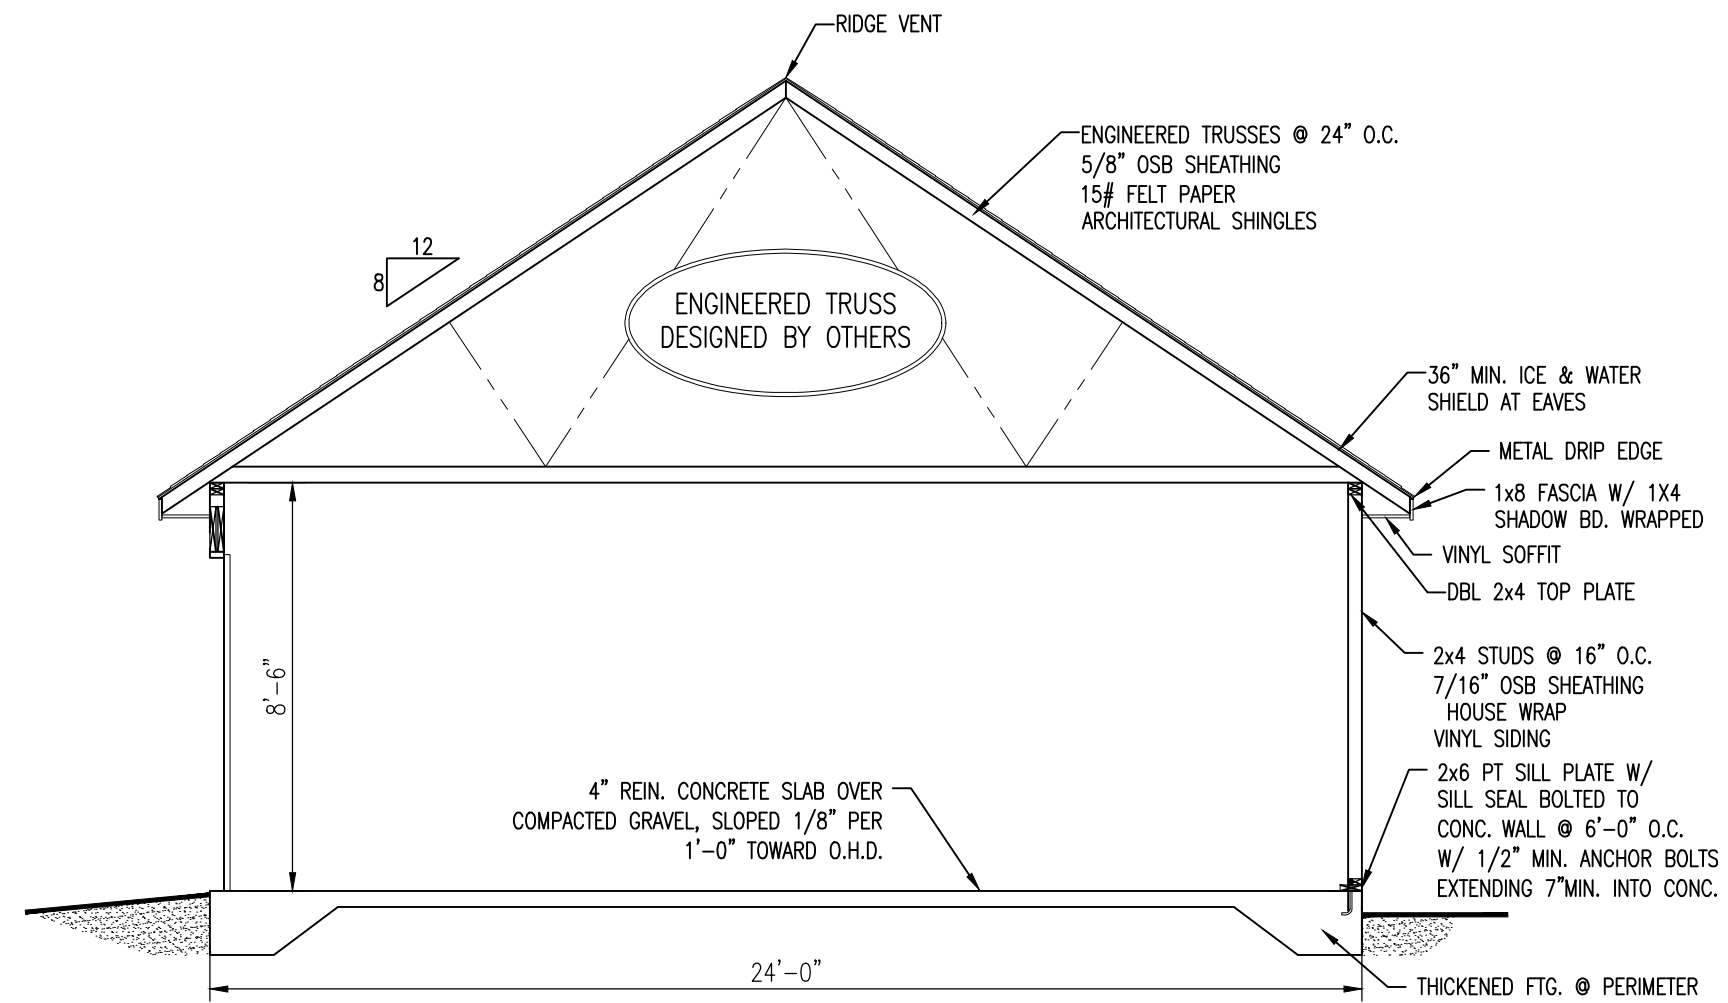 RIDGE VENT
ENGINEERED TRUSSES @ 24" O.C.
5/8" OSB SHEATHING
15# FELT PAPER
ARCHITECTURAL SHINGLES
12
8
ENGINEERED TRUSS
DESIGNED BY OTHERS
36" MIN. ICE & WATER
SHIELD AT EAVES
METAL DRIP EDGE
1x8 FASCIA W/ 1X4
SHADOW BD. WRAPPED
VINYL SOFFIT
DBL 2x4 TOP PLATE
8'-6"
2x4 STUDS @ 16" O.C.
7/16" OSB SHEATHING
HOUSE WRAP
VINYL SIDING
4" REIN. CONCRETE SLAB OVER
COMPACTED GRAVEL, SLOPED 1/8" PER
1'-0" TOWARD O.H.D.
2x6 PT SILL PLATE W/
SILL SEAL BOLTED TO
CONC. WALL @ 6'-0" O.C.
W/ 1/2" MIN. ANCHOR BOLTS
EXTENDING 7"MIN. INTO CONC.
24'-0"
THICKENED FTG. @ PERIMETER